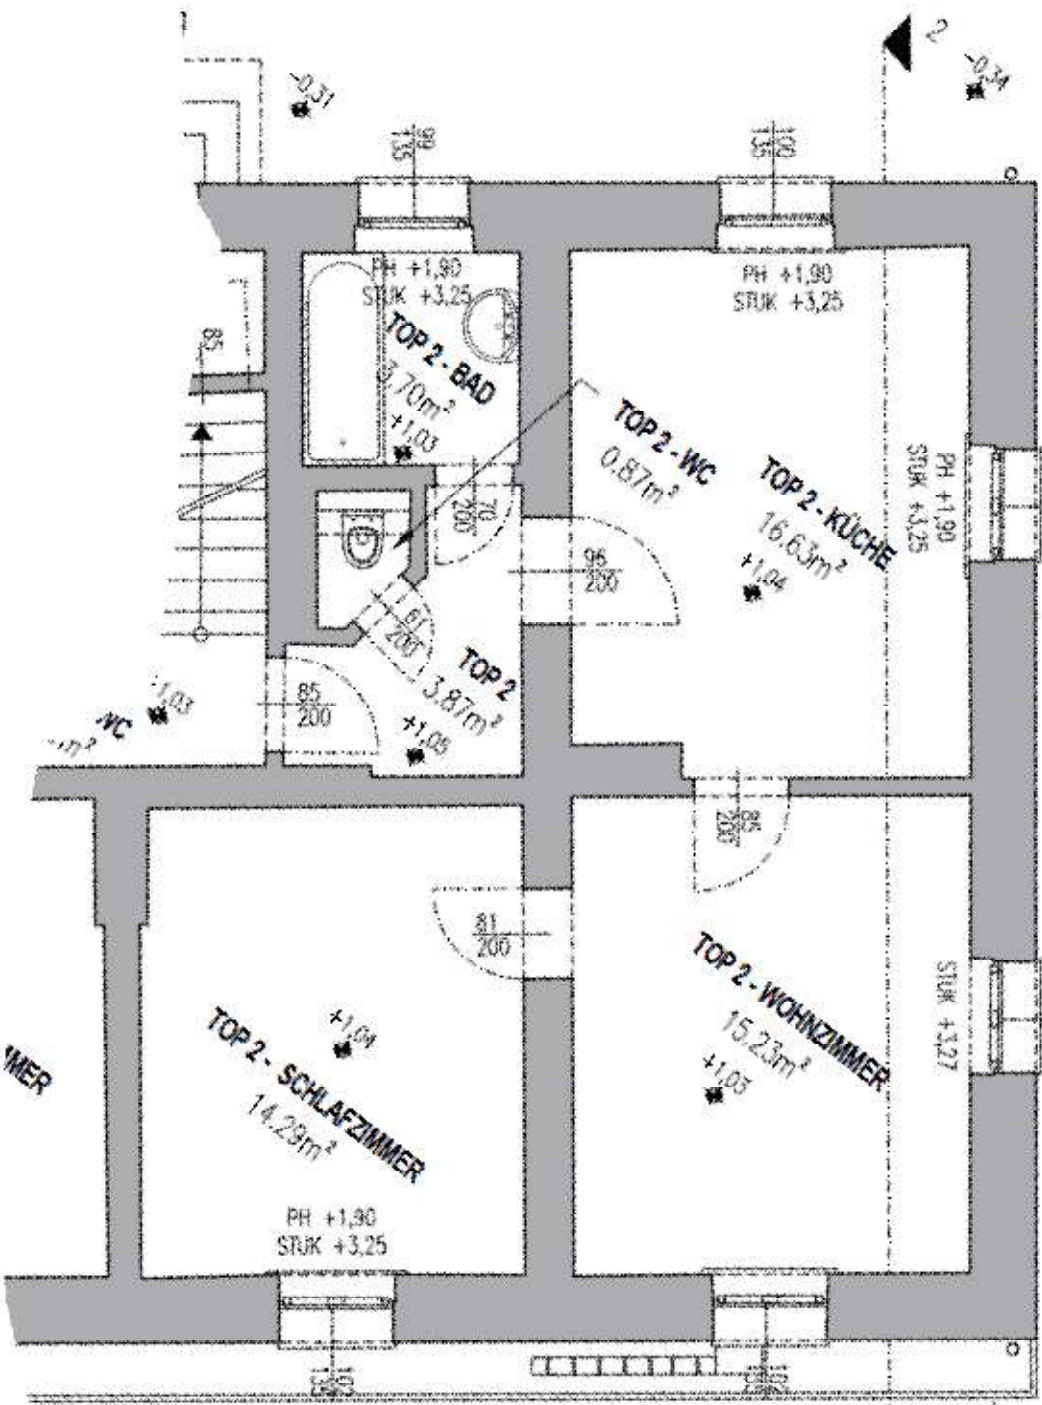 2
-0,31
-0,34
99
135
100
135
PH +1,90
STUK +3,25
PH +1,90
STUK +3,25
85
TOP 2 - BAD
3.70m²
+1,03
TOP 2 - WC
0.87m²
TOP 2 - KÜCHE
16.63m²
+1,04
PH +1,90
STUK +3,25
70
200
96
200
61
200
TOP 2
3.87m²
+1,05
85
200
1,03
WC
m²
85
200
81
200
TOP 2 - WOHNZIMMER
15.23m²
+1,03
STUK +3,27
+1,04
TOP 2 - SCHLAFZIMMER
14.29m²
MER
PH +1,90
STUK +3,25
102